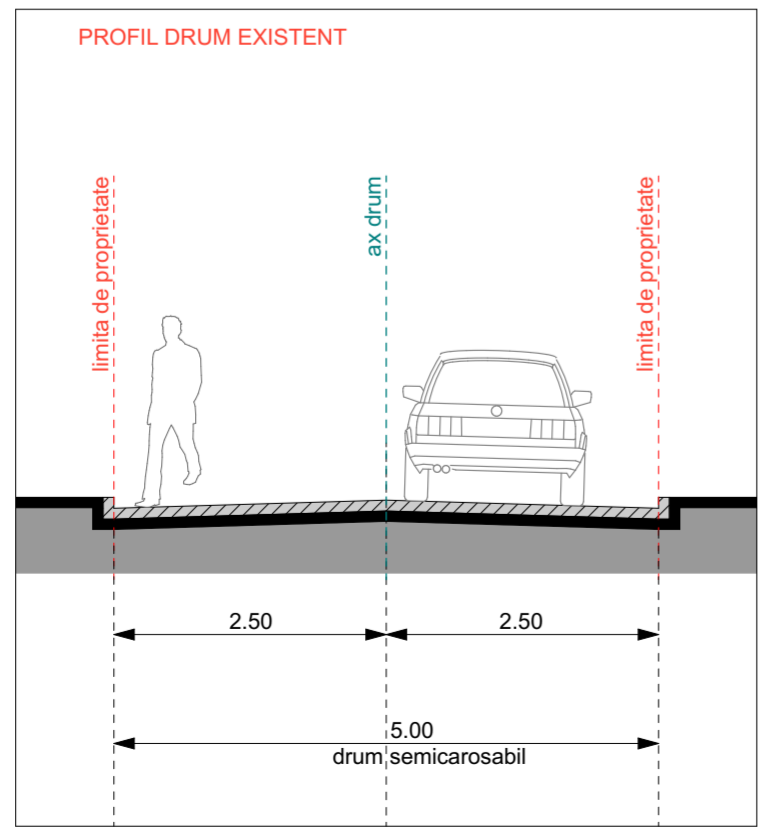 PROFIL DRUM EXISTENT
limita de proprietate
ax drum
limita de proprietate
2.50
2.50
5.00
drum semicarosabil